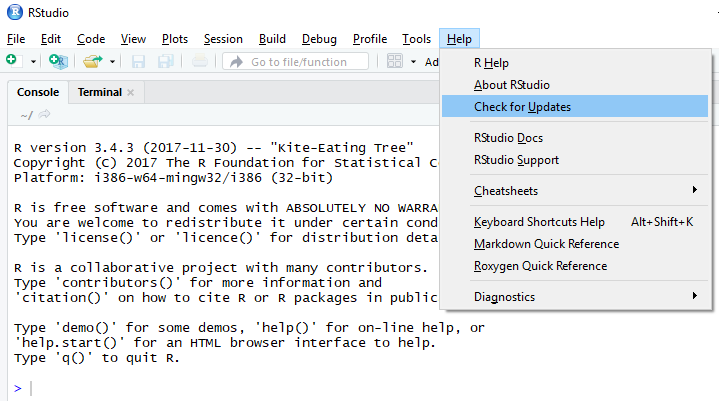 RStudio
File Edit Code View Plots Session Build Debug Profile Tools Help
Go to file/function Ad
R Help
About RStudio
Check for Updates
RStudio Docs
RStudio Support
Cheatsheets
Keyboard Shortcuts Help Alt+Shift+K
Markdown Quick Reference
Roxygen Quick Reference
Diagnostics
Console Terminal
~/
R version 3.4.3 (2017-11-30) -- "Kite-Eating Tree"
Copyright (C) 2017 The R Foundation for Statistical Co
Platform: i386-w64-mingw32/i386 (32-bit)
R is free software and comes with ABSOLUTELY NO WARRA
You are welcome to redistribute it under certain cond
Type 'license()' or 'licence()' for distribution deta
R is a collaborative project with many contributors.
Type 'contributors()' for more information and
'citation()' on how to cite R or R packages in public
Type 'demo()' for some demos, 'help()' for on-line help, or
'help.start()' for an HTML browser interface to help.
Type 'q()' to quit R.
>